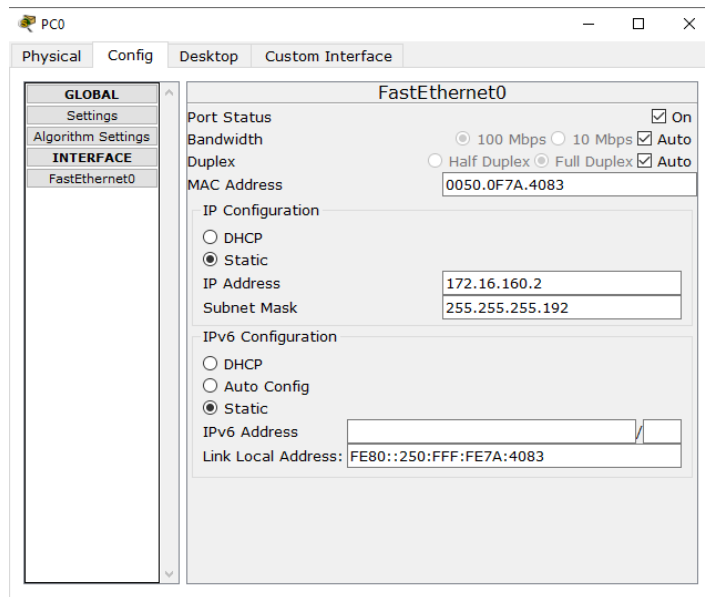 PC0
Physical Config Desktop Custom Interface
GLOBAL
Settings
Algorithm Settings
INTERFACE
FastEthernet0
FastEthernet0
Port Status On
Bandwidth 100 Mbps 10 Mbps Auto
Duplex Half Duplex Full Duplex Auto
MAC Address 0050.0F7A.4083
IP Configuration
DHCP
Static
IP Address 172.16.160.2
Subnet Mask 255.255.255.192
IPv6 Configuration
DHCP
Auto Config
Static
IPv6 Address /
Link Local Address: FE80::250:FFF:FE7A:4083